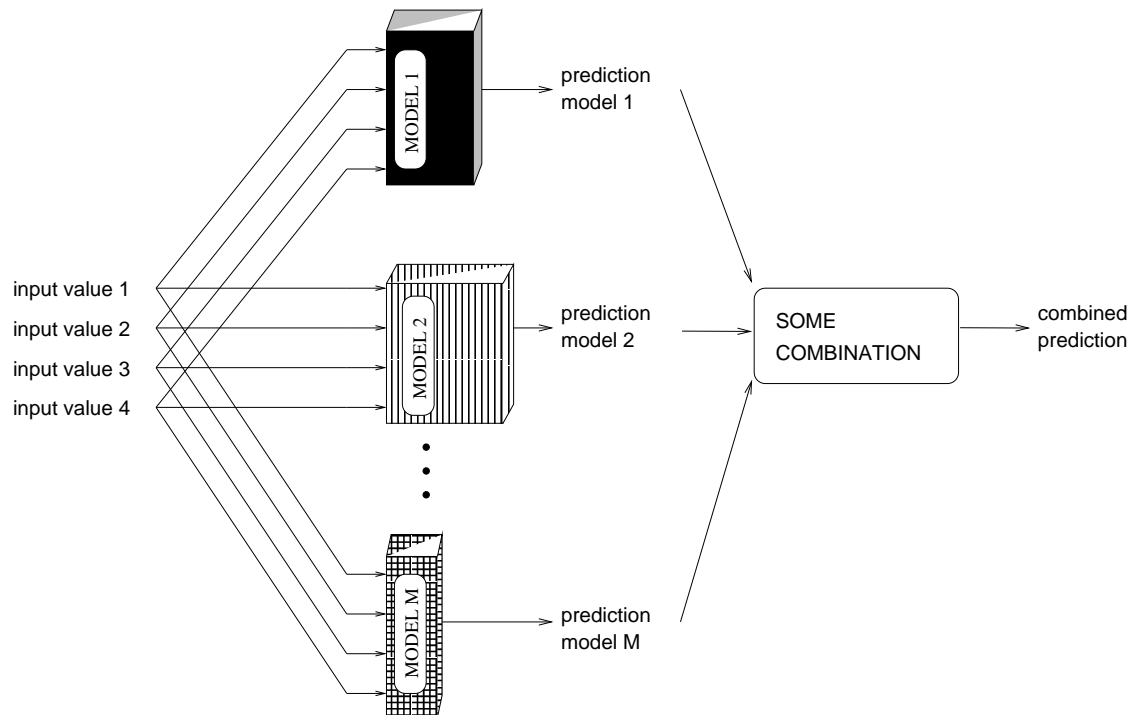 MODEL 1
prediction
model 1
input value 1
input value 2
input value 3
input value 4
MODEL 2
prediction
model 2
SOME
COMBINATION
combined
prediction
MODEL M
prediction
model M